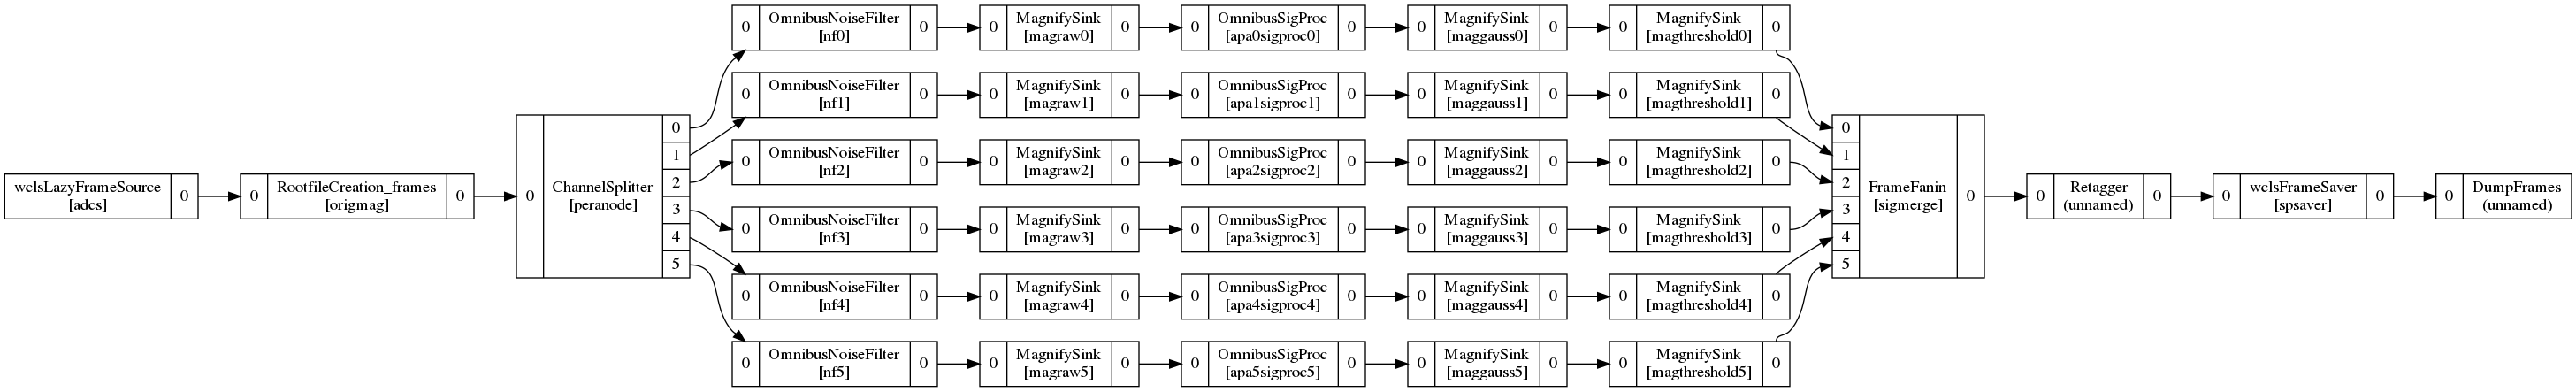 wclsLazyFrameSource
[adcs]
0
0
RootfileCreation_frames
[origmag]
0
0
ChannelSplitter
[peranode]
0
1
2
3
4
5
0
OmnibusNoiseFilter
[nf0]
0
0
MagnifySink
[magraw0]
0
0
OmnibusSigProc
[apa0sigproc0]
0
0
MagnifySink
[maggauss0]
0
0
MagnifySink
[magthreshold0]
0
0
OmnibusNoiseFilter
[nf1]
0
0
MagnifySink
[magraw1]
0
0
OmnibusSigProc
[apa1sigproc1]
0
0
MagnifySink
[maggauss1]
0
0
MagnifySink
[magthreshold1]
0
0
OmnibusNoiseFilter
[nf2]
0
0
MagnifySink
[magraw2]
0
0
OmnibusSigProc
[apa2sigproc2]
0
0
MagnifySink
[maggauss2]
0
0
MagnifySink
[magthreshold2]
0
0
OmnibusNoiseFilter
[nf3]
0
0
MagnifySink
[magraw3]
0
0
OmnibusSigProc
[apa3sigproc3]
0
0
MagnifySink
[maggauss3]
0
0
MagnifySink
[magthreshold3]
0
0
OmnibusNoiseFilter
[nf4]
0
0
MagnifySink
[magraw4]
0
0
OmnibusSigProc
[apa4sigproc4]
0
0
MagnifySink
[maggauss4]
0
0
MagnifySink
[magthreshold4]
0
0
OmnibusNoiseFilter
[nf5]
0
0
MagnifySink
[magraw5]
0
0
OmnibusSigProc
[apa5sigproc5]
0
0
MagnifySink
[maggauss5]
0
0
MagnifySink
[magthreshold5]
0
0
1
2
3
4
5
FrameFanin
[sigmerge]
0
0
Retagger
(unnamed)
0
0
wclsFrameSaver
[spsaver]
0
0
DumpFrames
(unnamed)